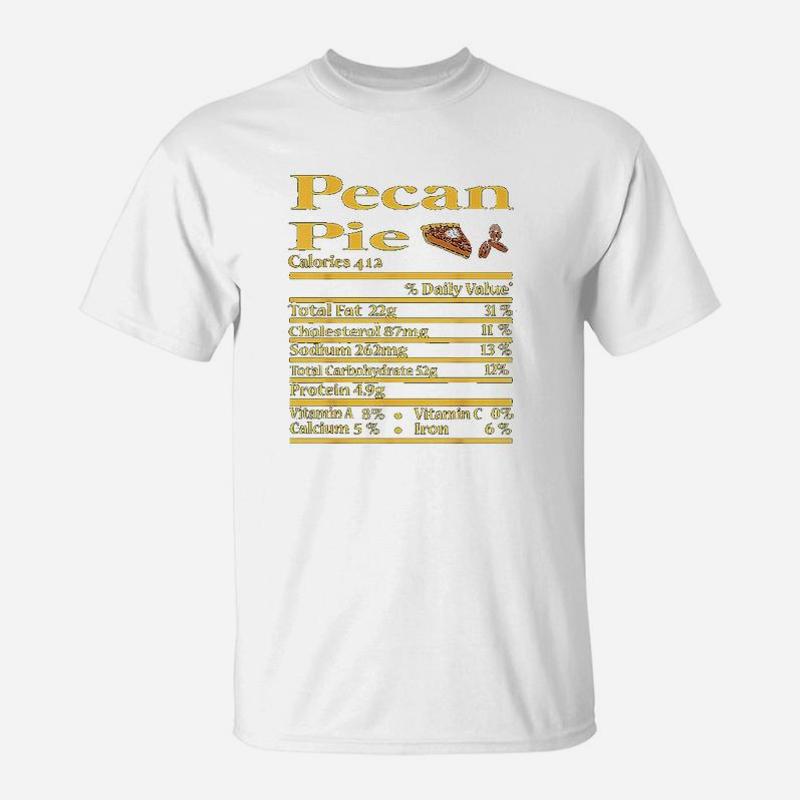 Pecan
Pie
Calories 412
% Daily Value*
Total Fat 22g 31 %
Cholesterol 87mg 11 %
Sodium 262mg 13 %
Total Carbohydrate 52g 12%
Protein 4.9g
Vitamin A 8% • Vitamin C 0%
Calcium 5 % • Iron 6 %